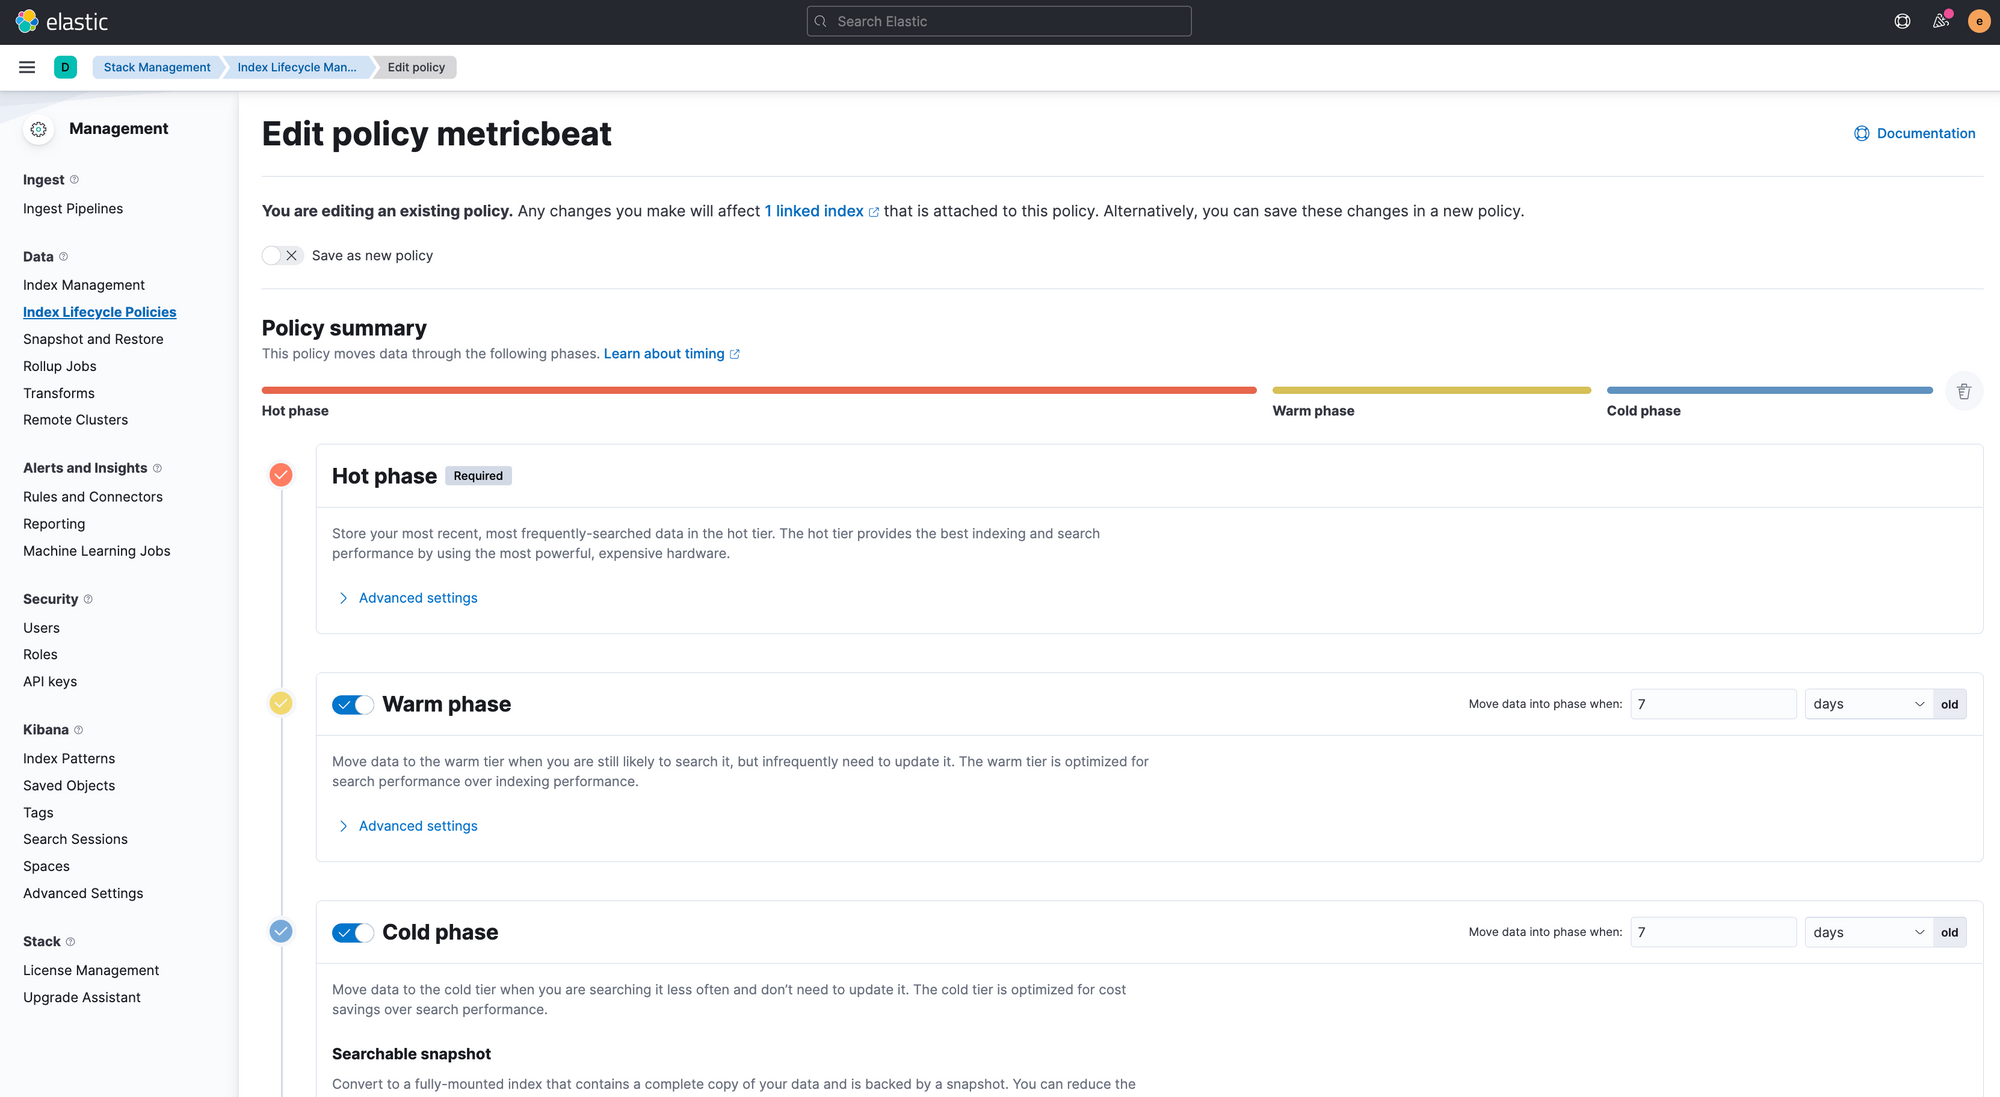 elastic
Search Elastic
e
D
Stack Management
Index Lifecycle Man...
Edit policy
Management
Ingest
Ingest Pipelines
Data
Index Management
Index Lifecycle Policies
Snapshot and Restore
Rollup Jobs
Transforms
Remote Clusters
Alerts and Insights
Rules and Connectors
Reporting
Machine Learning Jobs
Security
Users
Roles
API keys
Kibana
Index Patterns
Saved Objects
Tags
Search Sessions
Spaces
Advanced Settings
Stack
License Management
Upgrade Assistant
Edit policy metricbeat
Documentation
You are editing an existing policy. Any changes you make will affect 1 linked index that is attached to this policy. Alternatively, you can save these changes in a new policy.
Save as new policy
Policy summary
This policy moves data through the following phases. Learn about timing
Hot phase
Warm phase
Cold phase
Hot phase Required
Store your most recent, most frequently-searched data in the hot tier. The hot tier provides the best indexing and search
performance by using the most powerful, expensive hardware.
Advanced settings
Warm phase
Move data into phase when: 7 days old
Move data to the warm tier when you are still likely to search it, but infrequently need to update it. The warm tier is optimized for
search performance over indexing performance.
Advanced settings
Cold phase
Move data into phase when: 7 days old
Move data to the cold tier when you are searching it less often and don’t need to update it. The cold tier is optimized for cost
savings over search performance.
Searchable snapshot
Convert to a fully-mounted index that contains a complete copy of your data and is backed by a snapshot. You can reduce the